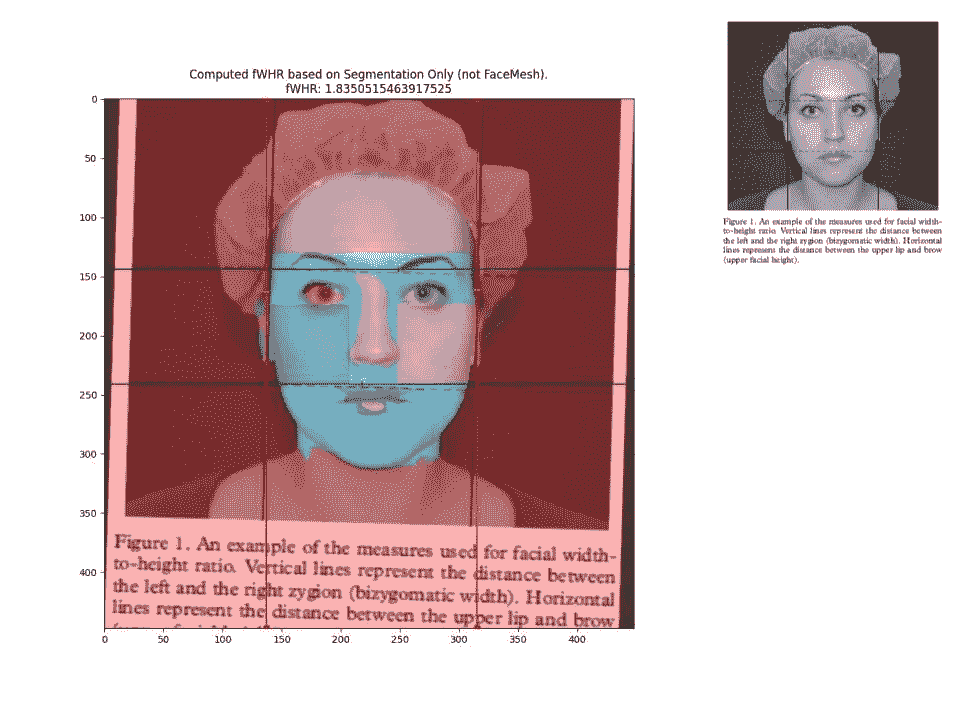 Computed fWHR based on Segmentation Only (not FaceMesh).
fWHR: 1.8350515463917525
0
50
100
150
200
250
300
350
400
0
50
100
150
200
250
300
350
400
Figure 1. An example of the measures used for facial width-
to-height ratio. Vertical lines represent the distance between
the left and the right zygion (bizygomatic width). Horizontal
lines represent the distance between the upper lip and brow
Figure 1. An example of the measures used for facial width-
to-height ratio. Vertical lines represent the distance between
the left and the right zygion (bizygomatic width). Horizontal
lines represent the distance between the upper lip and brow
(upper facial height).